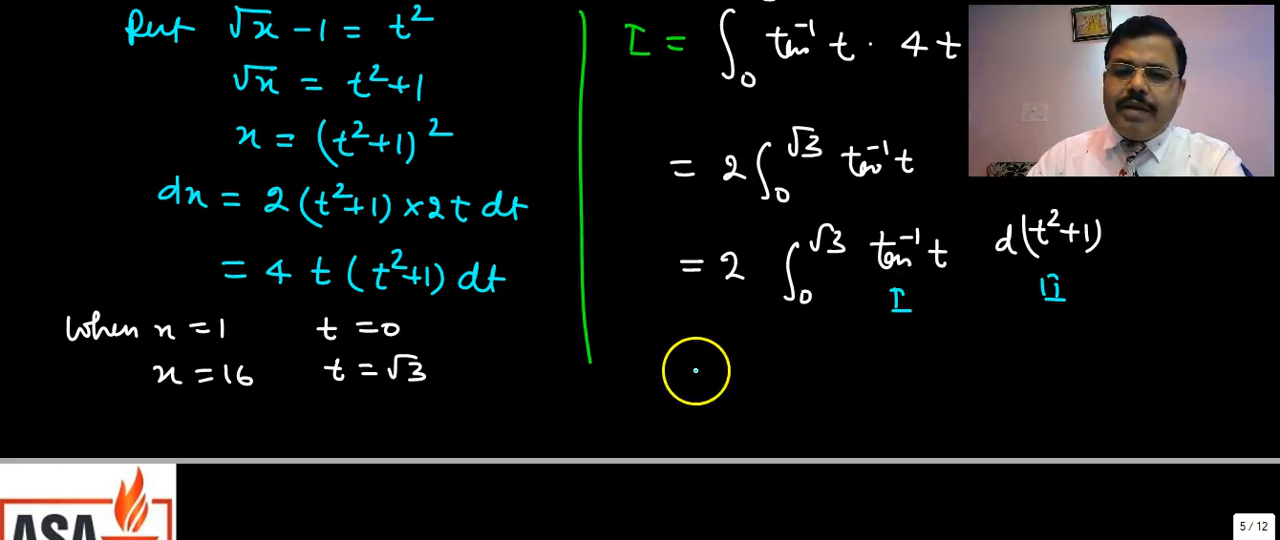 Put √x − 1 = t²
√x = t²+1
x = (t²+1)²
dx = 2(t²+1)×2t dt
= 4 t (t²+1) dt
When x = 1 t = 0
x = 16 t = √3
I = ∫₀ tan⁻¹ t · 4t
= 2 ∫₀^√3 tan⁻¹ t
= 2 ∫₀^√3 tan⁻¹ t d(t²+1)
I II
ASA
5 / 12